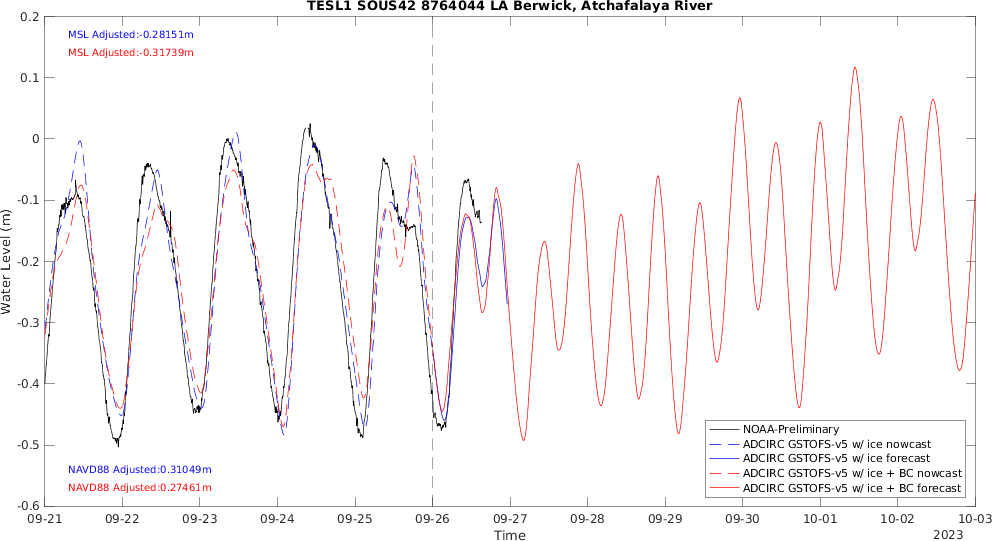 TESL1 SOUS42 8764044 LA Berwick, Atchafalaya River
MSL Adjusted:-0.28151m
MSL Adjusted:-0.31739m
0.2
0.1
0
-0.1
-0.2
-0.3
-0.4
-0.5
-0.6
Water Level (m)
NAVD88 Adjusted:0.31049m
NAVD88 Adjusted:0.27461m
NOAA-Preliminary
ADCIRC GSTOFS-v5 w/ ice nowcast
ADCIRC GSTOFS-v5 w/ ice forecast
ADCIRC GSTOFS-v5 w/ ice + BC nowcast
ADCIRC GSTOFS-v5 w/ ice + BC forecast
09-21 09-22 09-23 09-24 09-25 09-26 09-27 09-28 09-29 09-30 10-01 10-02 10-03
Time
2023